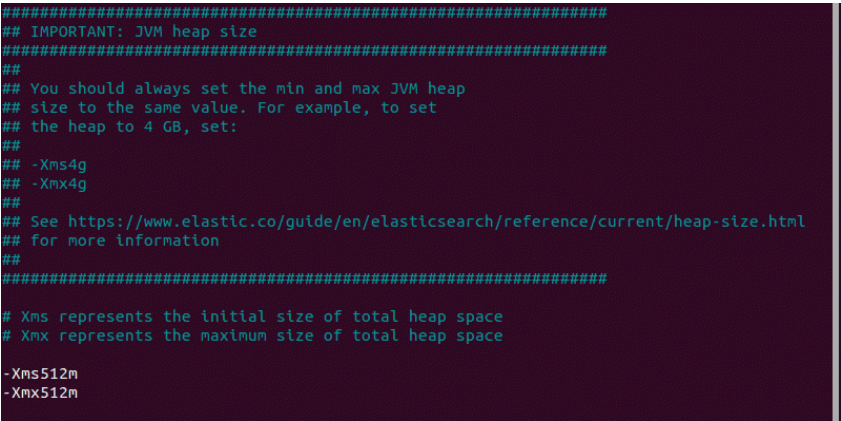 ################################################################
## IMPORTANT: JVM heap size
################################################################
##
## You should always set the min and max JVM heap
## size to the same value. For example, to set
## the heap to 4 GB, set:
##
## -Xms4g
## -Xmx4g
##
## See https://www.elastic.co/guide/en/elasticsearch/reference/current/heap-size.html
## for more information
##
################################################################
# Xms represents the initial size of total heap space
# Xmx represents the maximum size of total heap space
-Xms512m
-Xmx512m